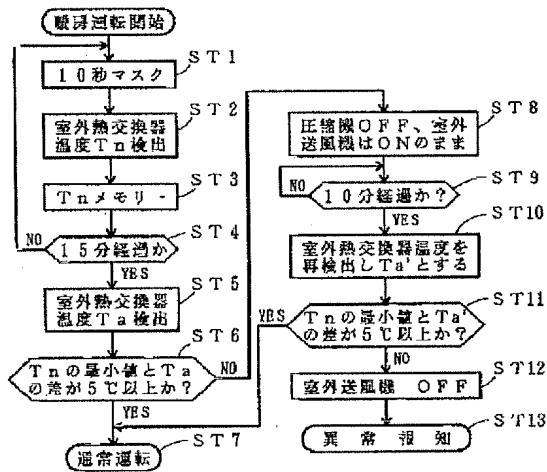 暖房運転開始
ST1
10秒マスク
ST2
室外熱交換器
温度Tn検出
ST3
Tnメモリー
ST4
NO
15分経過か
YES
ST5
室外熱交換器
温度Ta検出
ST6
Tnの最小値とTa
の差が5℃以上か?
NO
YES
ST7
通常運転
ST8
圧縮機OFF、室外
送風機はONのまま
ST9
NO
10分経過か?
YES
ST10
室外熱交換器温度を
再検出しTa'とする
ST11
YES
Tnの最小値とTa'
の差が5℃以上か?
NO
ST12
室外送風機 OFF
ST13
異常報知